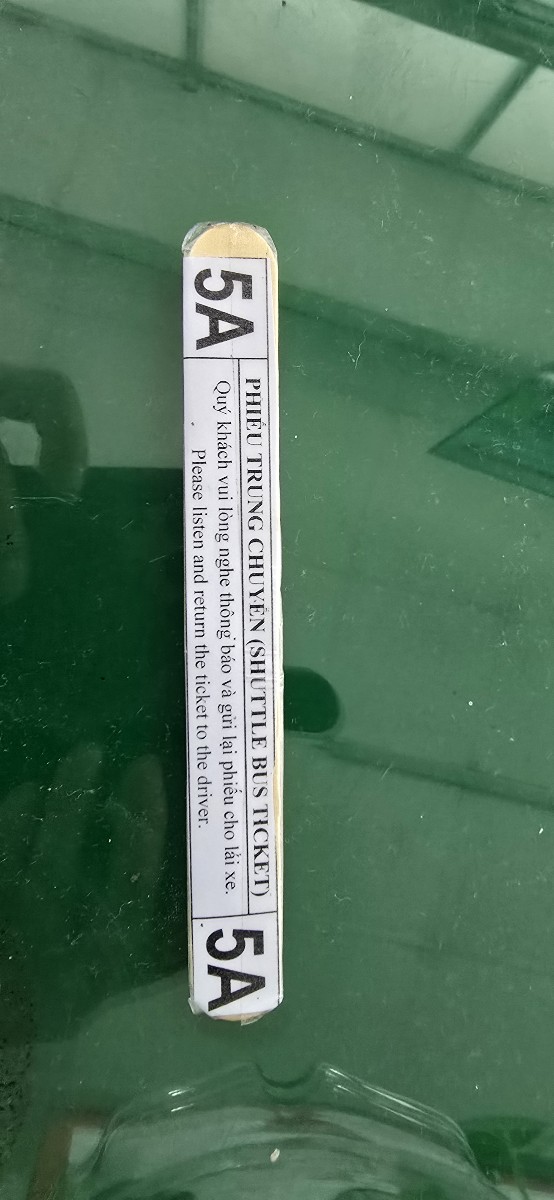 5A
PHIẾU TRUNG CHUYỂN (SHUTTLE BUS TICKET)
Quý khách vui lòng nghe thông báo và gửi lại phiếu cho lái xe.
Please listen and return the ticket to the driver.
5A